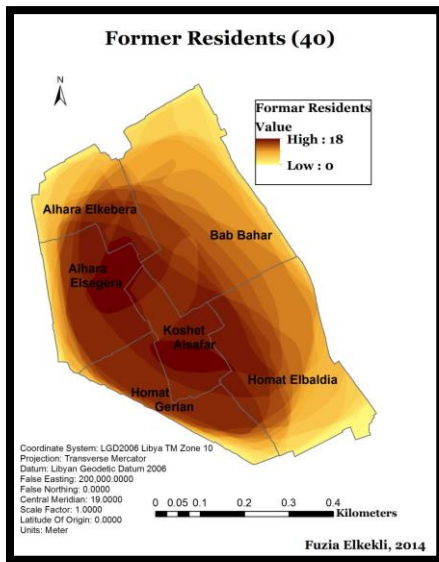 Former Residents (40)
N
Formar Residents
Value
High : 18
Low : 0
Alhara Elkebera
Bab Bahar
Alhara
Elsegera
Koshet
Alsafar
Homat Elbaldia
Homat
Gerian
Coordinate System: LGD2006 Libya TM Zone 10
Projection: Transverse Mercator
Datum: Libyan Geodetic Datum 2006
False Easting: 200,000.0000
False Northing: 0.0000
Central Meridian: 19.0000
Scale Factor: 1.0000
Latitude Of Origin: 0.0000
Units: Meter
0 0.05 0.1 0.2 0.3 0.4
Kilometers
Fuzia Elkekli, 2014